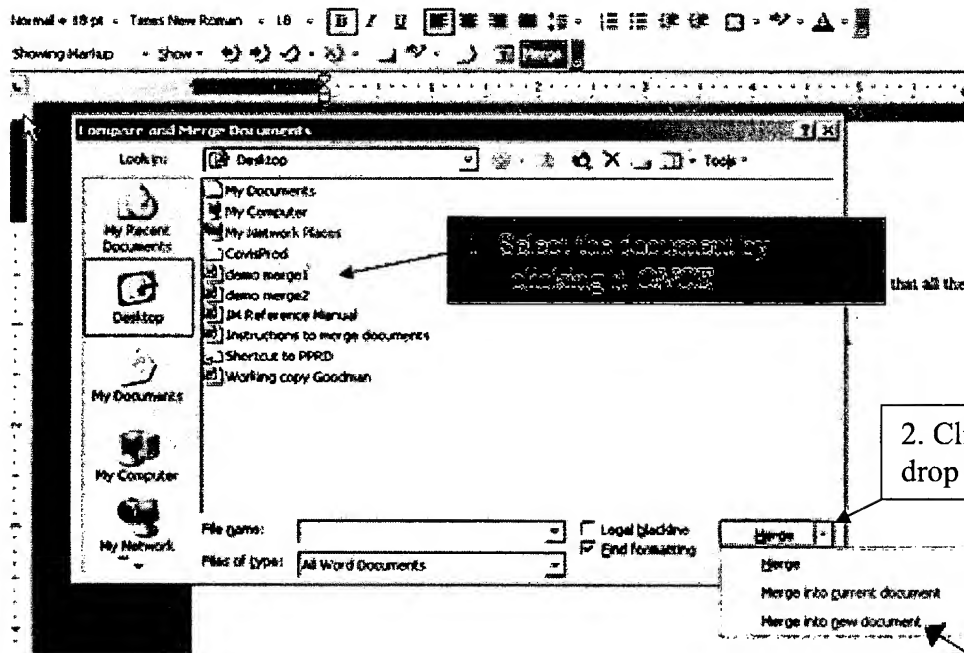 Normal + 18 pt Times New Roman 18 B I U
Showing Markup Show Merge
Compare and Merge Documents
Look in: Desktop Tools
My Documents
My Computer
My Network Places
CovisProd
demo merge1
demo merge2
IM Reference Manual
Instructions to merge documents
Shortcut to PPRD
Working copy Goodman
My Recent
Documents
Desktop
My Documents
My Computer
My Network
1 Select the document by
clicking it ONCE
that all the
2. Cl
drop
File name:
Files of type: All Word Documents
Legal blackline
Find formatting
Merge
Merge
Merge into current document
Merge into new document